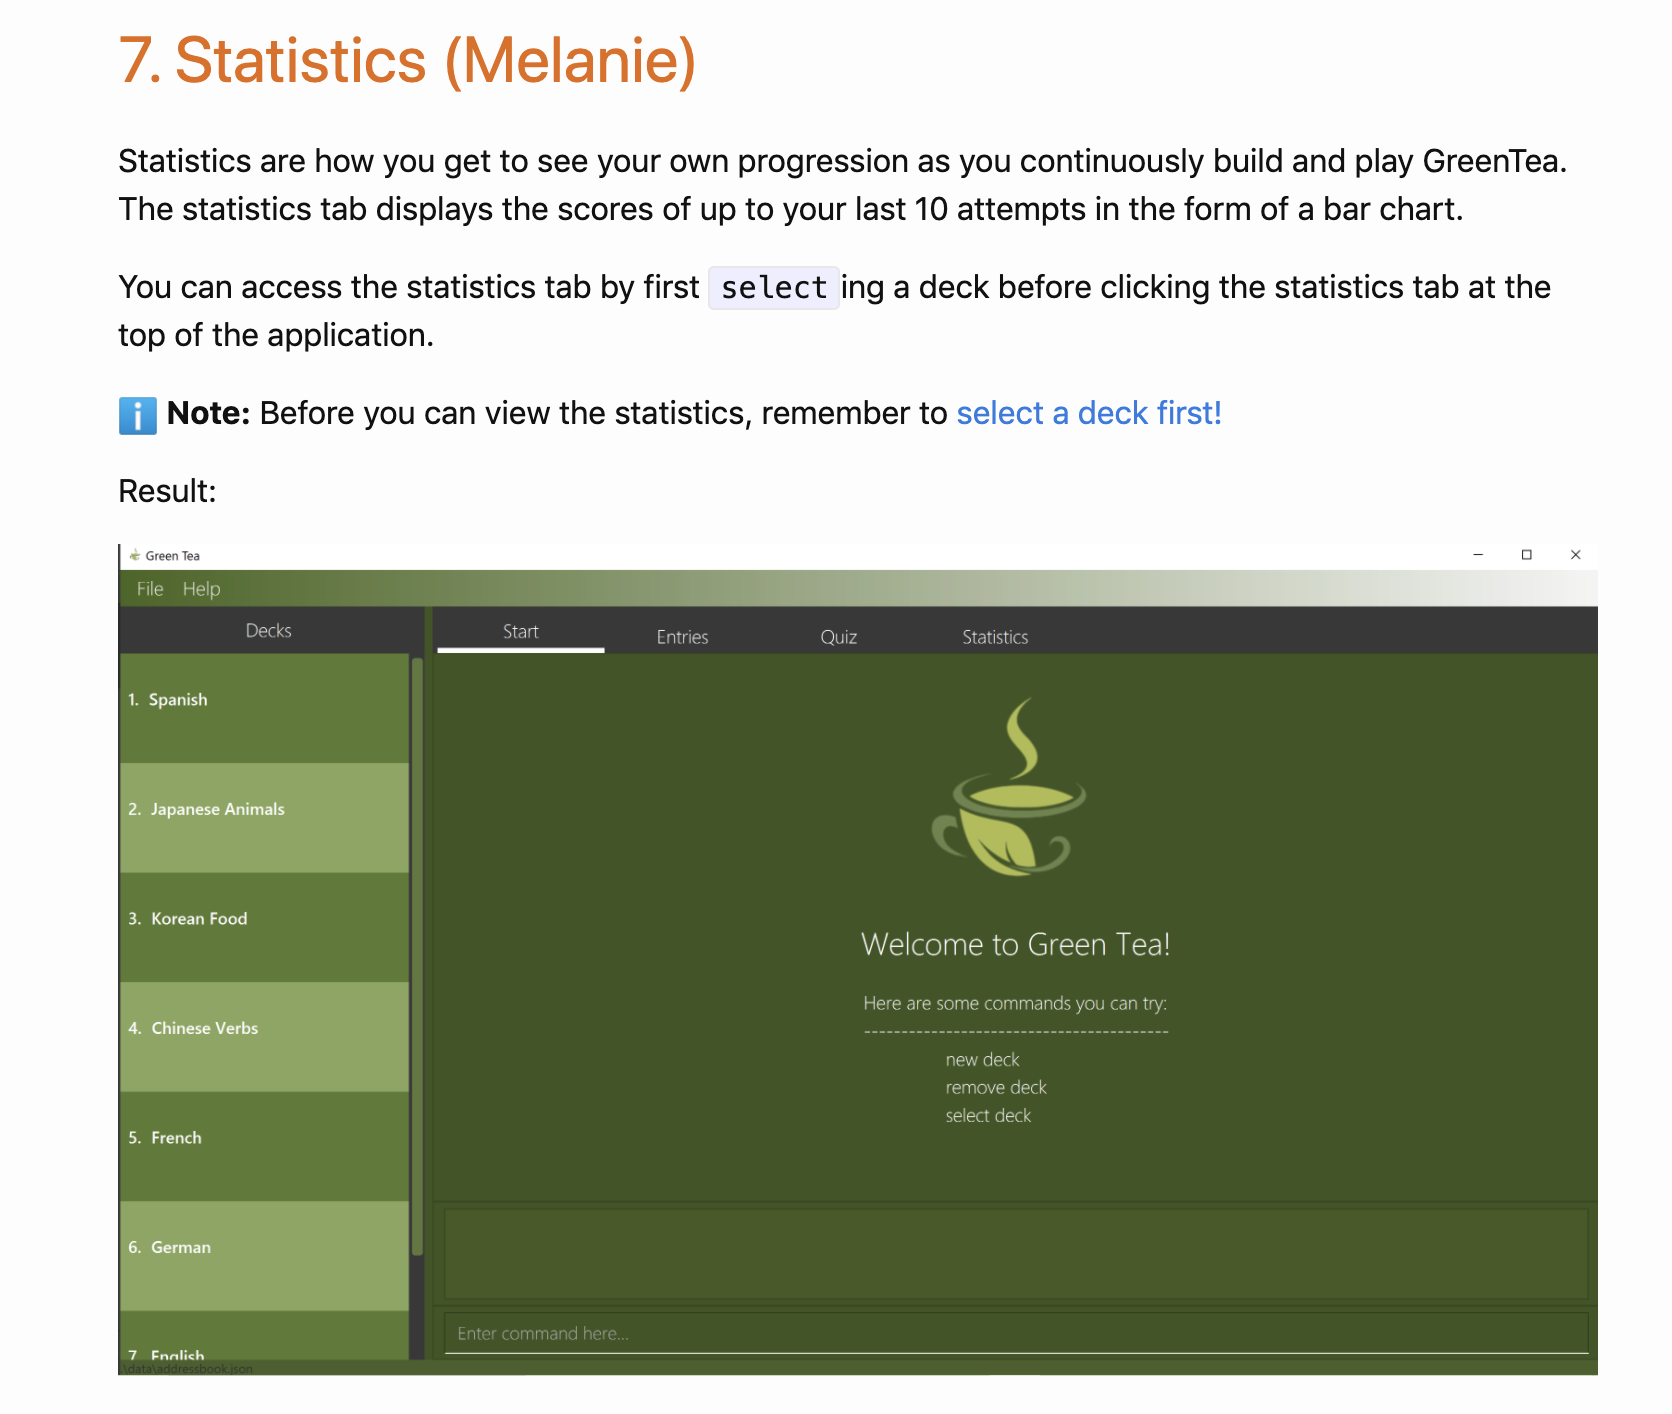 7. Statistics (Melanie)
Statistics are how you get to see your own progression as you continuously build and play GreenTea.
The statistics tab displays the scores of up to your last 10 attempts in the form of a bar chart.
You can access the statistics tab by first selecting a deck before clicking the statistics tab at the
top of the application.
Note: Before you can view the statistics, remember to select a deck first!
Result:
Green Tea
File Help
Decks
Start Entries Quiz Statistics
1. Spanish
2. Japanese Animals
3. Korean Food
4. Chinese Verbs
5. French
6. German
7. English
Welcome to Green Tea!
Here are some commands you can try:
----------------------------------------
new deck
remove deck
select deck
Enter command here...
.\data\addressbook.json